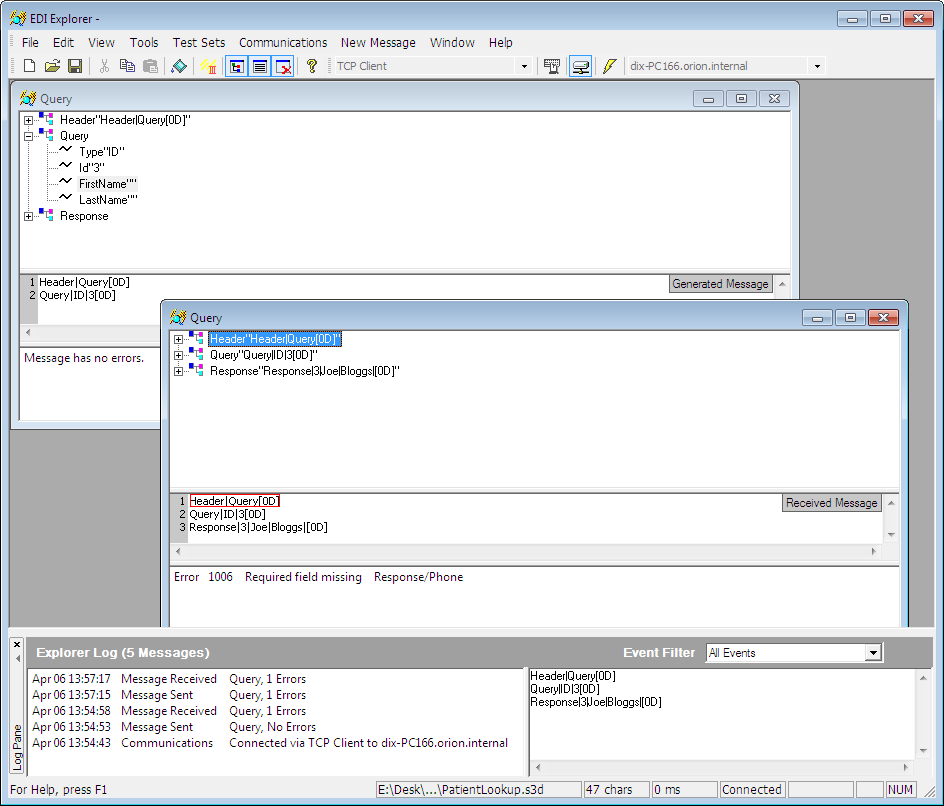 EDI Explorer -
File Edit View Tools Test Sets Communications New Message Window Help
TCP Client dix-PC166.orion.internal
Query
Header"Header|Query[0D]"
Query
Type"ID"
Id"3"
FirstName""
LastName""
Response
1 Header|Query[0D]
2 Query|ID|3[0D]
Generated Message
Message has no errors.
Query
Header"Header|Query[0D]"
Query"Query|ID|3[0D]"
Response"Response|3|Joe|Bloggs|[0D]"
1 Header|Query[0D]
2 Query|ID|3[0D]
3 Response|3|Joe|Bloggs|[0D]
Received Message
Error 1006 Required field missing Response/Phone
Log Pane
Explorer Log (5 Messages) Event Filter All Events
Apr 06 13:57:17 Message Received Query, 1 Errors
Apr 06 13:57:15 Message Sent Query, 1 Errors
Apr 06 13:54:58 Message Received Query, 1 Errors
Apr 06 13:54:53 Message Sent Query, No Errors
Apr 06 13:54:43 Communications Connected via TCP Client to dix-PC166.orion.internal
Header|Query[0D]
Query|ID|3[0D]
Response|3|Joe|Bloggs|[0D]
For Help, press F1 E:\Desk\...\PatientLookup.s3d 47 chars 0 ms Connected NUM